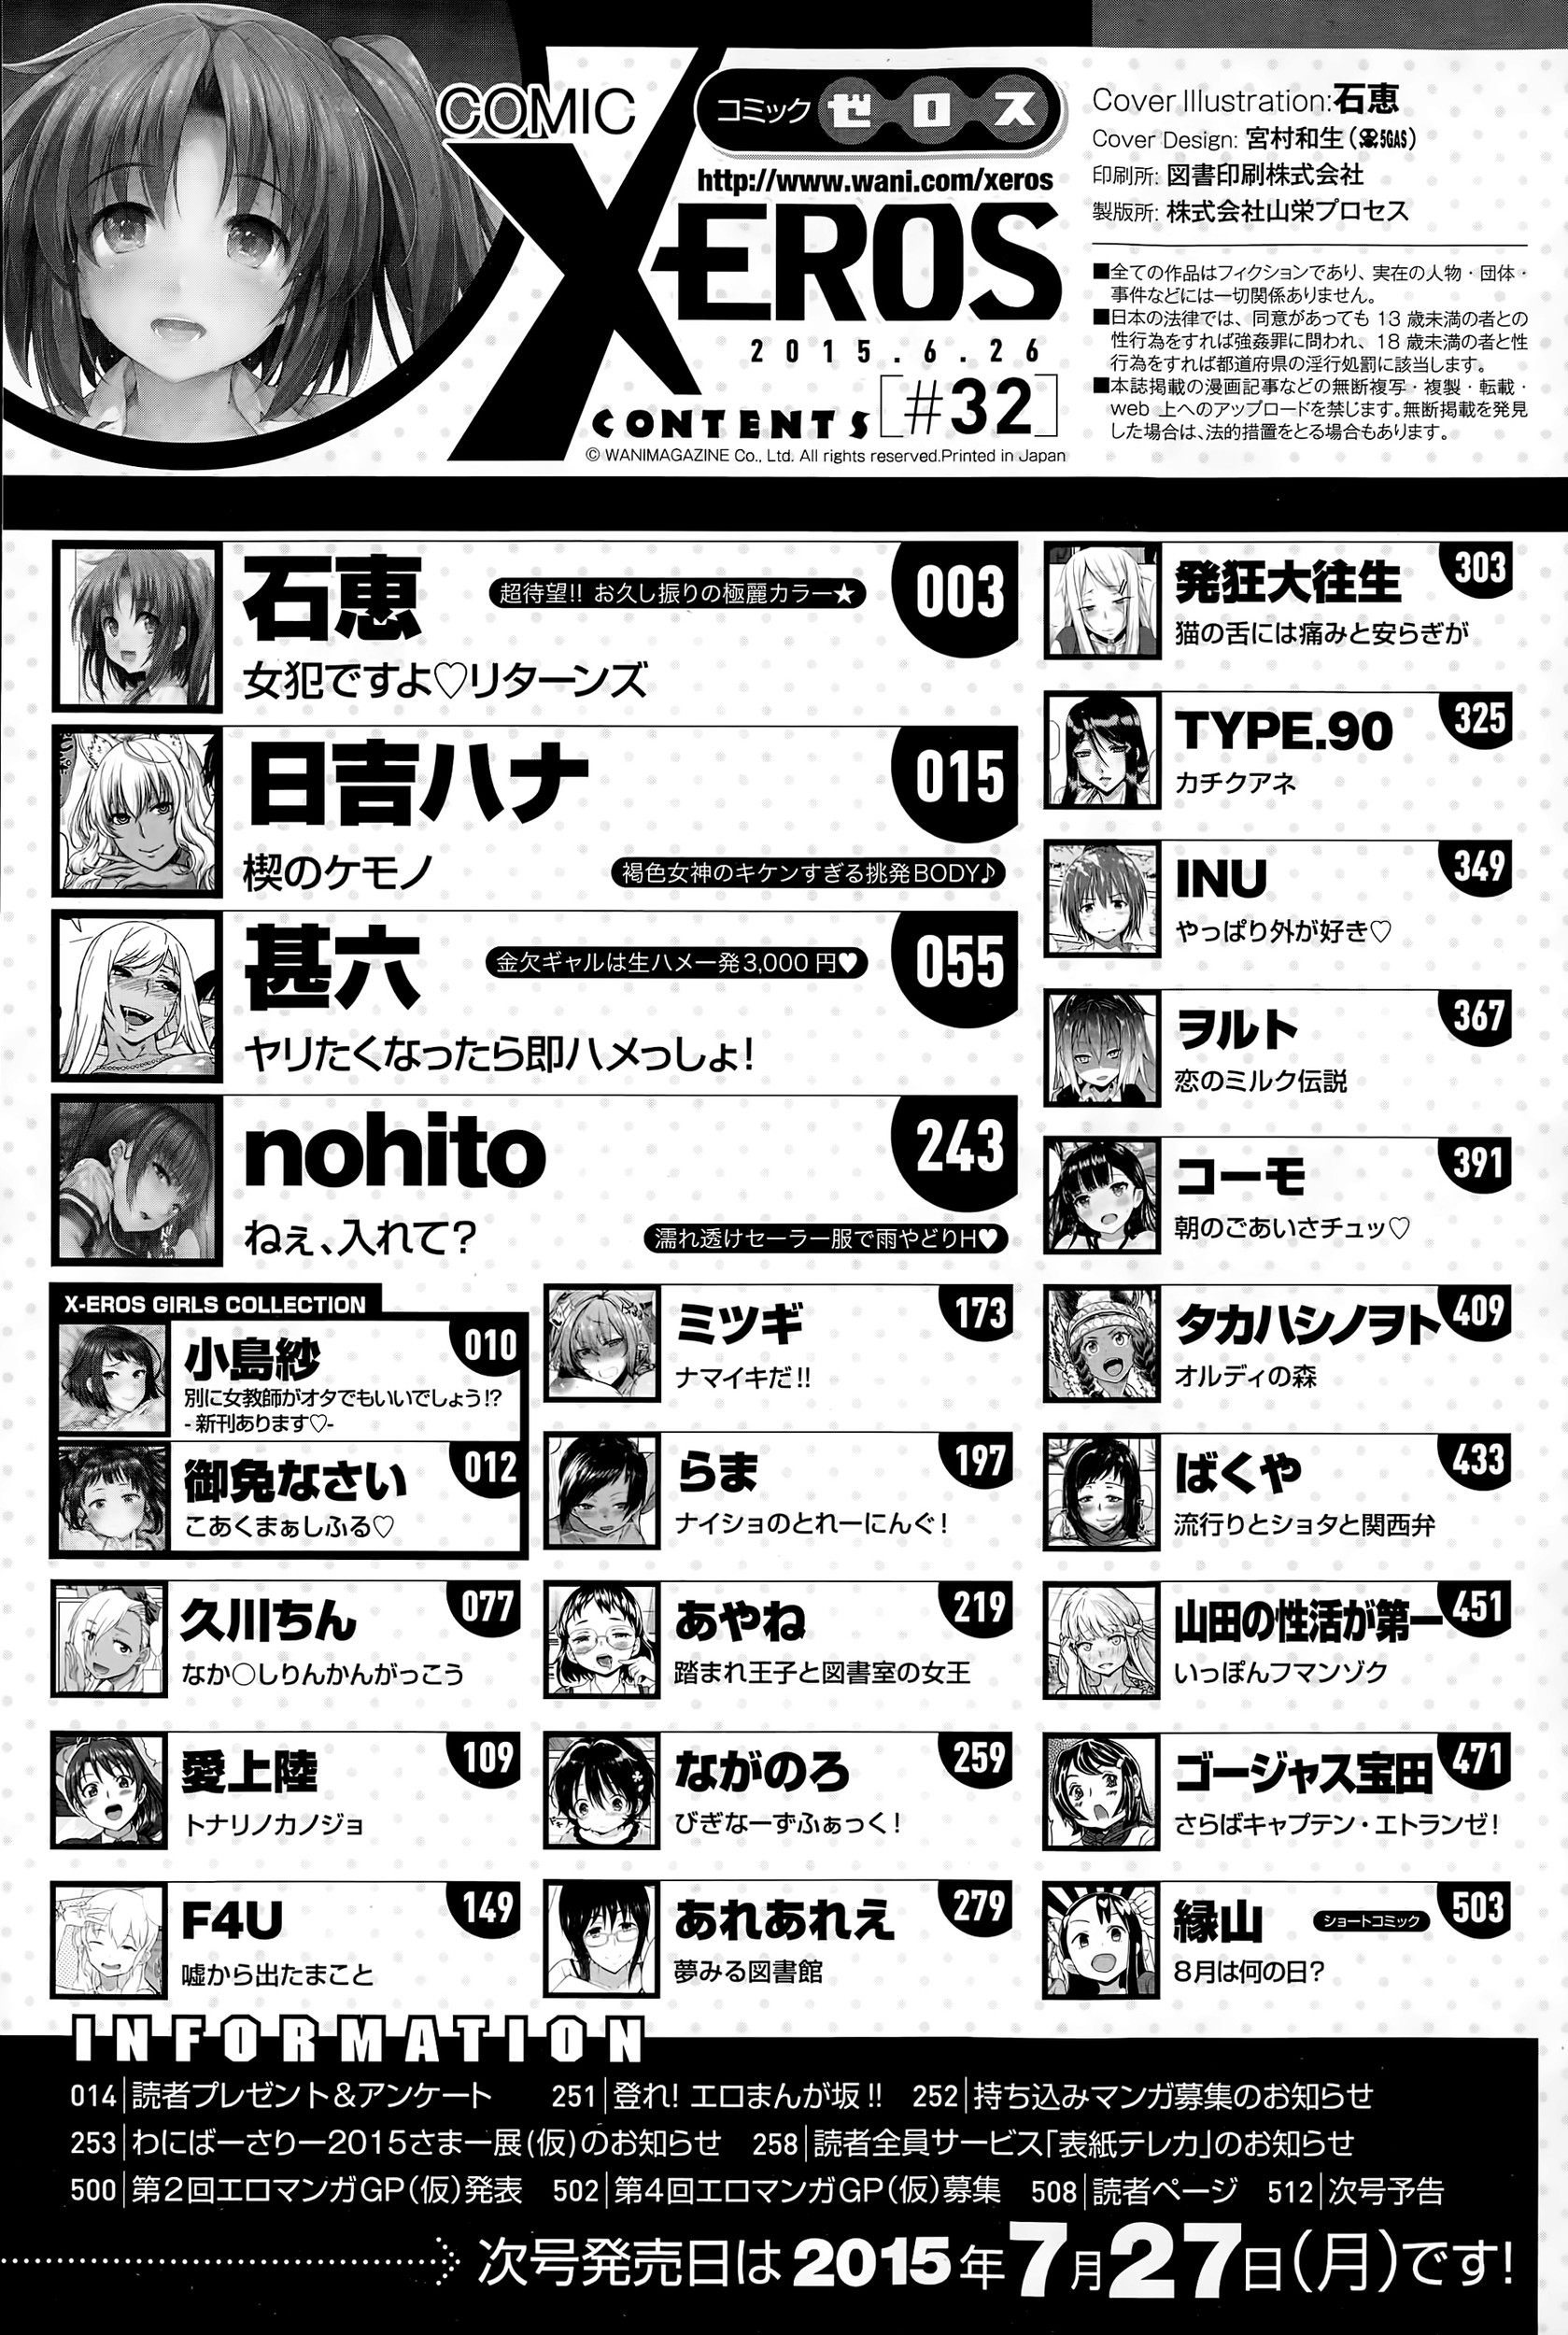 COMIC
X-EROS
コミックゼロス
http://www.wani.com/xeros
2015.6.26
CONTENTS [#32]
© WANIMAGAZINE Co., Ltd. All rights reserved.Printed in Japan
Cover Illustration:石恵
Cover Design: 宮村和生(5GAS)
印刷所: 図書印刷株式会社
製版所: 株式会社山栄プロセス
■全ての作品はフィクションであり、実在の人物・団体・
事件などには一切関係ありません。
■日本の法律では、同意があっても 13 歳未満の者との
性行為をすれば強姦罪に問われ、18 歳未満の者と性
行為をすれば都道府県の淫行処罰に該当します。
■本誌掲載の漫画記事などの無断複写・複製・転載・
web 上へのアップロードを禁じます。無断掲載を発見
した場合は、法的措置をとる場合もあります。
石恵
超待望!! お久し振りの極麗カラー★
003
女犯ですよ♡リターンズ
日吉ハナ
015
楔のケモノ
褐色女神のキケンすぎる挑発BODY♪
甚六
金欠ギャルは生ハメ一発3,000円♥
055
ヤリたくなったら即ハメっしょ!
nohito
243
ねぇ、入れて?
濡れ透けセーラー服で雨やどりH♥
X-EROS GIRLS COLLECTION
小島紗
010
別に女教師がオタでもいいでしょう!?
- 新刊あります♡-
御免なさい
012
こあくまぁしふる♡
久川ちん
077
なか○しりんかんがっこう
愛上陸
109
トナリノカノジョ
F4U
149
嘘から出たまこと
ミツギ
173
ナマイキだ!!
らま
197
ナイショのとれーにんぐ!
あやね
219
踏まれ王子と図書室の女王
ながのろ
259
びぎなーずふぁっく!
あれあれえ
279
夢みる図書館
発狂大往生
303
猫の舌には痛みと安らぎが
TYPE.90
325
カチクアネ
INU
349
やっぱり外が好き♡
ヲルト
367
恋のミルク伝説
コーモ
391
朝のごあいさチュッ♡
タカハシノヲト
409
オルディの森
ばくや
433
流行りとショタと関西弁
山田の性活が第一
451
いっぽんフマンゾク
ゴージャス宝田
471
さらばキャプテン・エトランゼ!
縁山
ショートコミック
503
8月は何の日?
INFORMATION
014|読者プレゼント&アンケート 251|登れ! エロまんが坂!! 252|持ち込みマンガ募集のお知らせ
253|わにばーさりー2015さまー展(仮)のお知らせ 258|読者全員サービス「表紙テレカ」のお知らせ
500|第2回エロマンガGP(仮)発表 502|第4回エロマンガGP(仮)募集 508|読者ページ 512|次号予告
次号発売日は2015年7月27日(月)です!